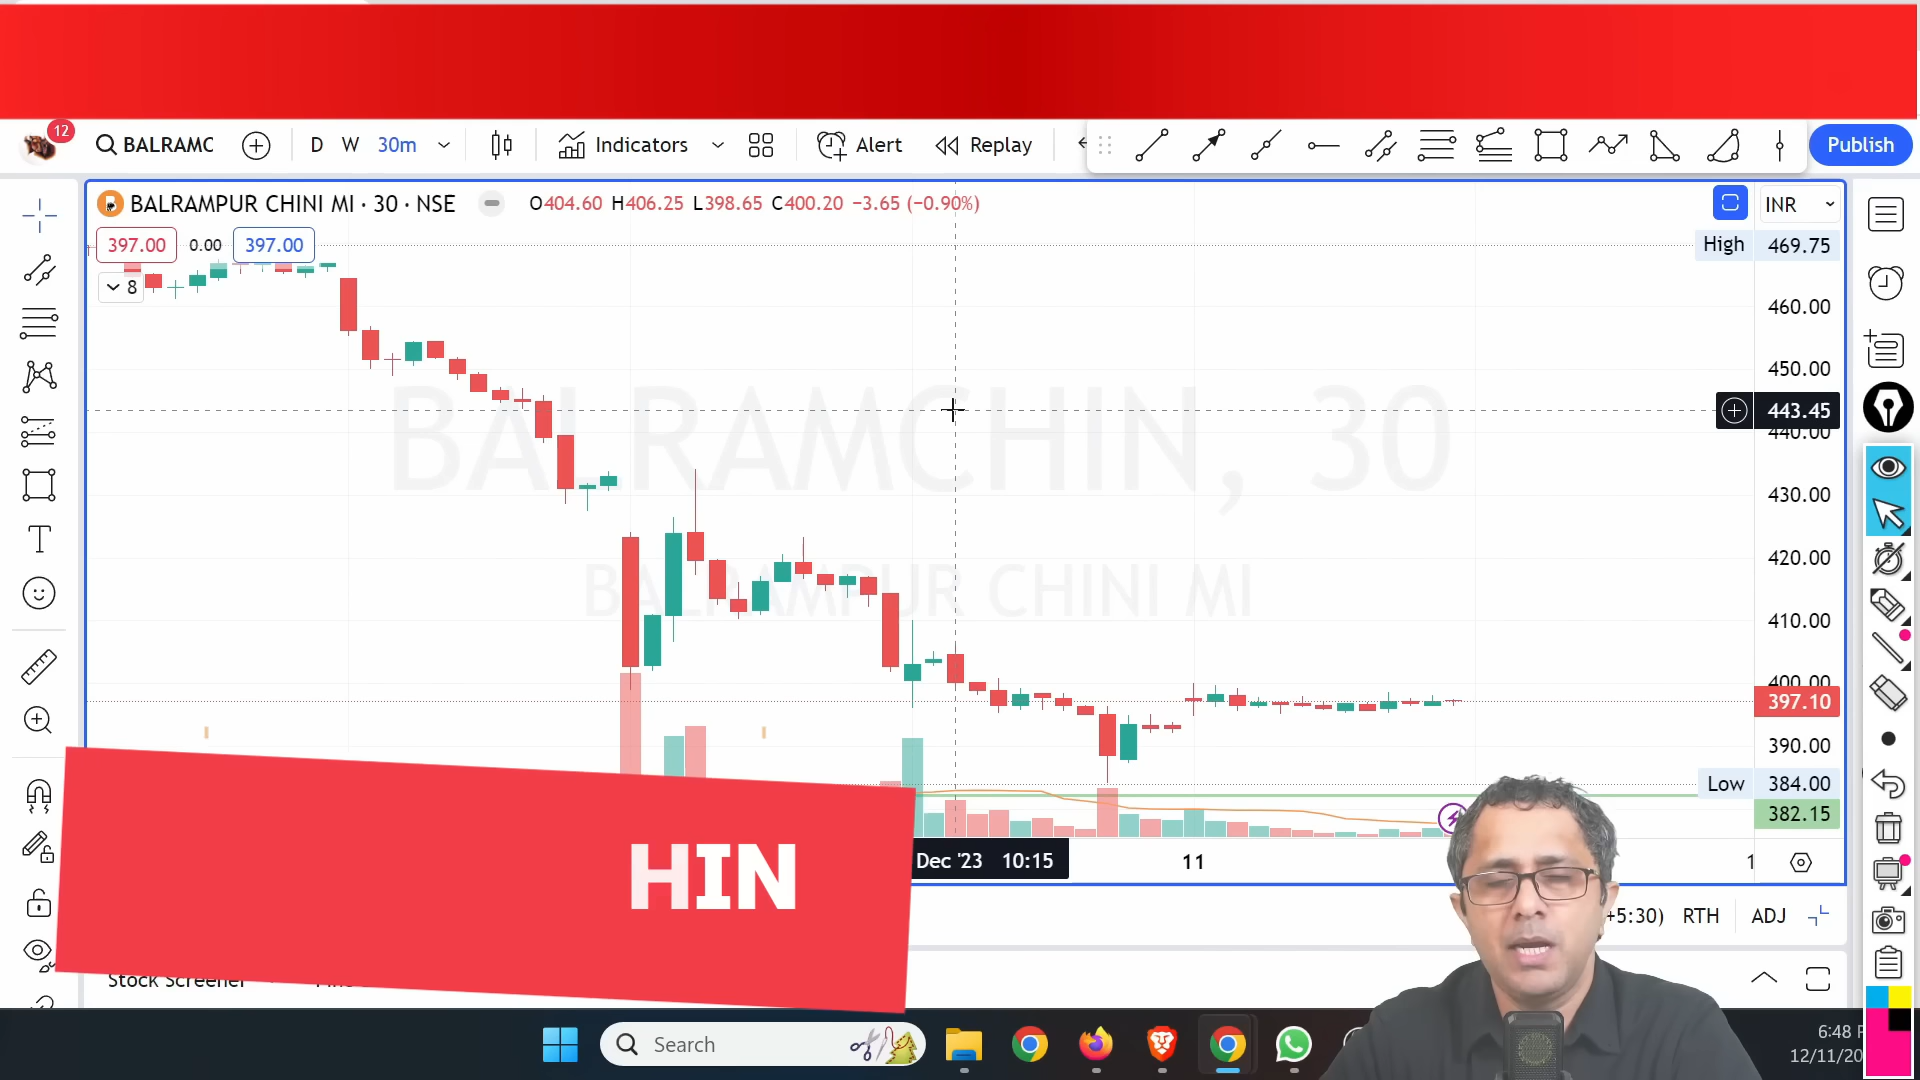 12
BALRAMC
D W 30m
Indicators
Alert
Replay
Publish
BALRAMPUR CHINI MI · 30 · NSE
O404.60 H406.25 L398.65 C400.20 −3.65 (−0.90%)
INR
397.00 0.00 397.00
8
High 469.75
460.00
450.00
443.45
440.00
430.00
420.00
410.00
400.00
397.10
390.00
Low 384.00
382.15
BALRAMCHIN, 30
BALRAMPUR CHINI MI
HIN
Dec '23 10:15
11
1
+5:30) RTH ADJ
Stock Screener
Search
6:48
12/11/20